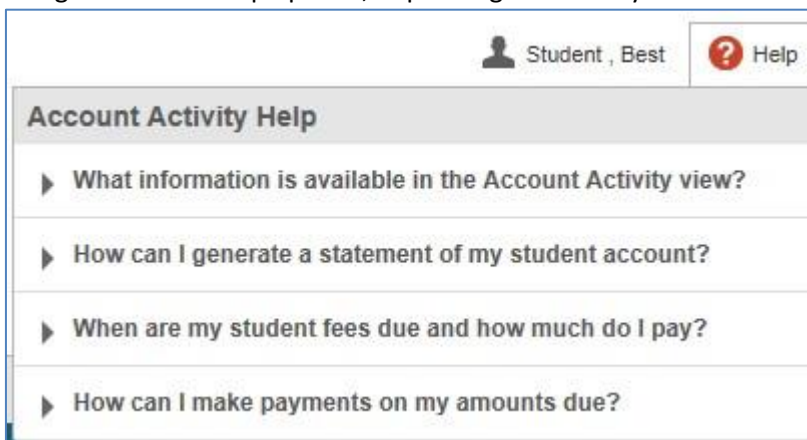 Student , Best
Help
Account Activity Help
What information is available in the Account Activity view?
How can I generate a statement of my student account?
When are my student fees due and how much do I pay?
How can I make payments on my amounts due?